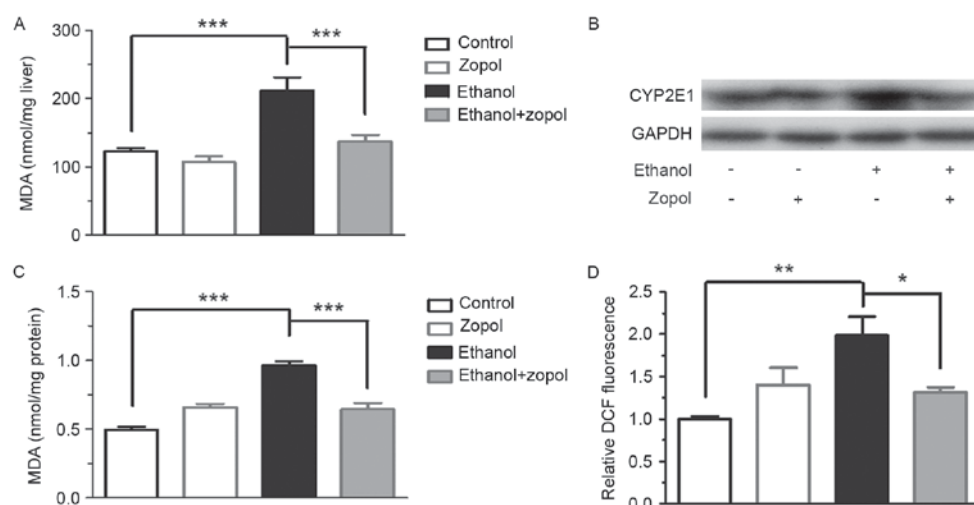 A
MDA (nmol/mg liver)
300
200
100
0
***
***
Control
Zopol
Ethanol
Ethanol+zopol
B
CYP2E1
GAPDH
Ethanol - - + +
Zopol - + - +
C
MDA (nmol/mg protein)
1.5
1.0
0.5
0.0
***
***
Control
Zopol
Ethanol
Ethanol+zopol
D
Relative DCF fluorescence
2.5
2.0
1.5
1.0
0.5
0.0
**
*